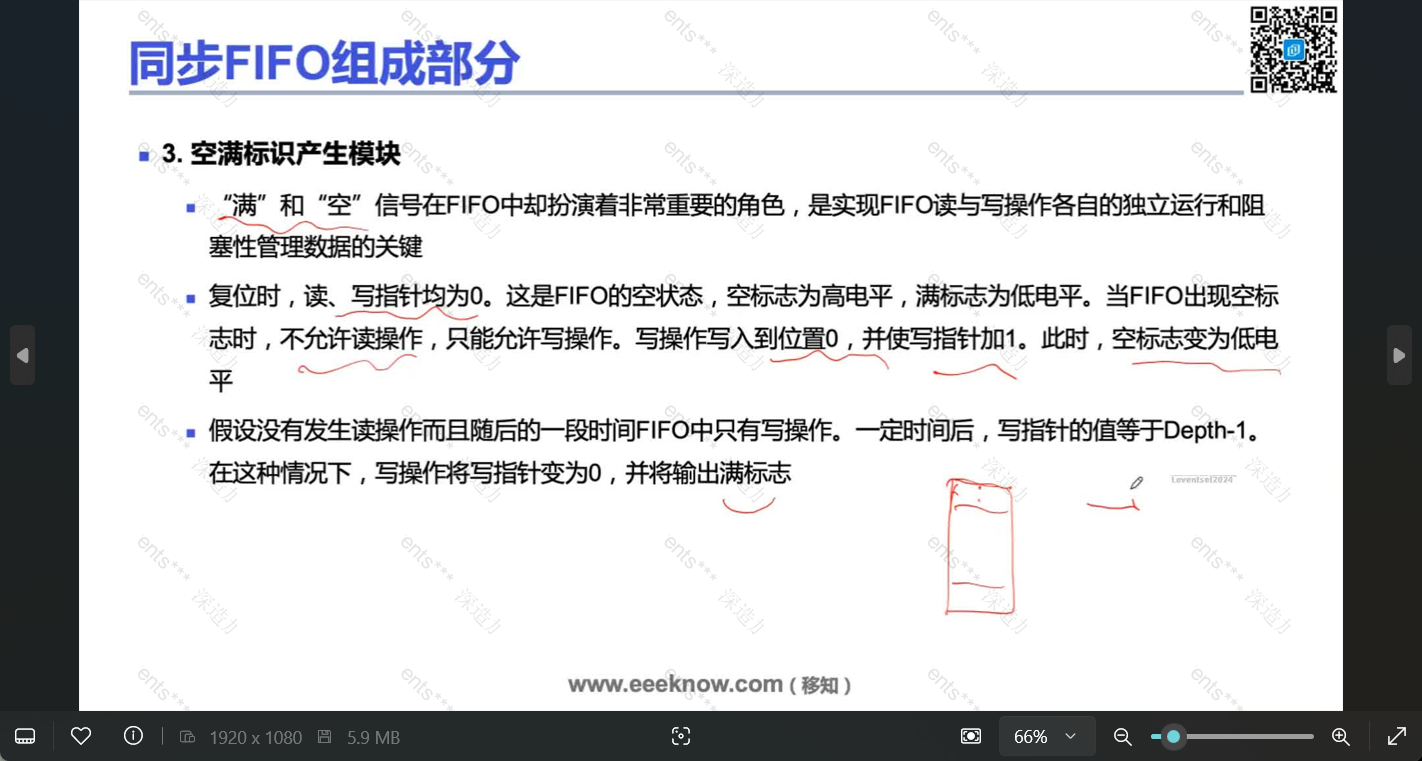 同步FIFO组成部分
3. 空满标识产生模块
“满”和“空”信号在FIFO中却扮演着非常重要的角色，是实现FIFO读与写操作各自的独立运行和阻
塞性管理数据的关键
复位时，读、写指针均为0。这是FIFO的空状态，空标志为高电平，满标志为低电平。当FIFO出现空标
志时，不允许读操作，只能允许写操作。写操作写入到位置0，并使写指针加1。此时，空标志变为低电
平
假设没有发生读操作而且随后的一段时间FIFO中只有写操作。一定时间后，写指针的值等于Depth-1。
在这种情况下，写操作将写指针变为0，并将输出满标志
www.eeeknow.com（移知）
1920 x 1080
5.9 MB
66%